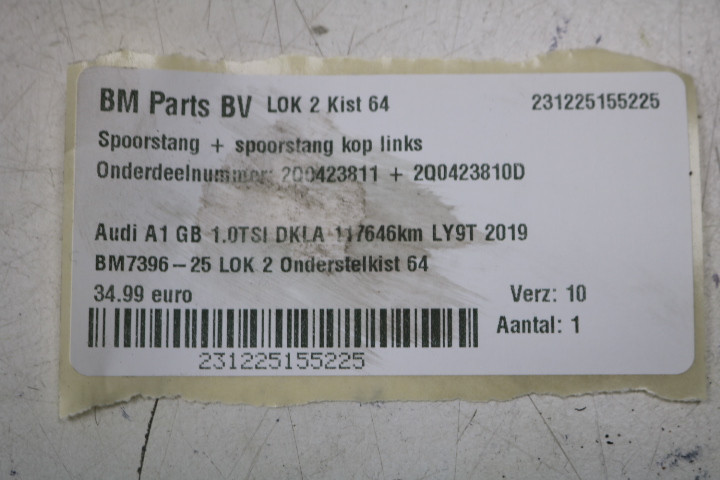 BM Parts BV LOK 2 Kist 64 231225155225
Spoorstang + spoorstang kop links
Onderdeelnummer: 2Q0423811 + 2Q0423810D
Audi A1 GB 1.0TSI DKLA 117646km LY9T 2019
BM7396-25 LOK 2 Onderstelkist 64
34.99 euro Verz: 10
Aantal: 1
231225155225